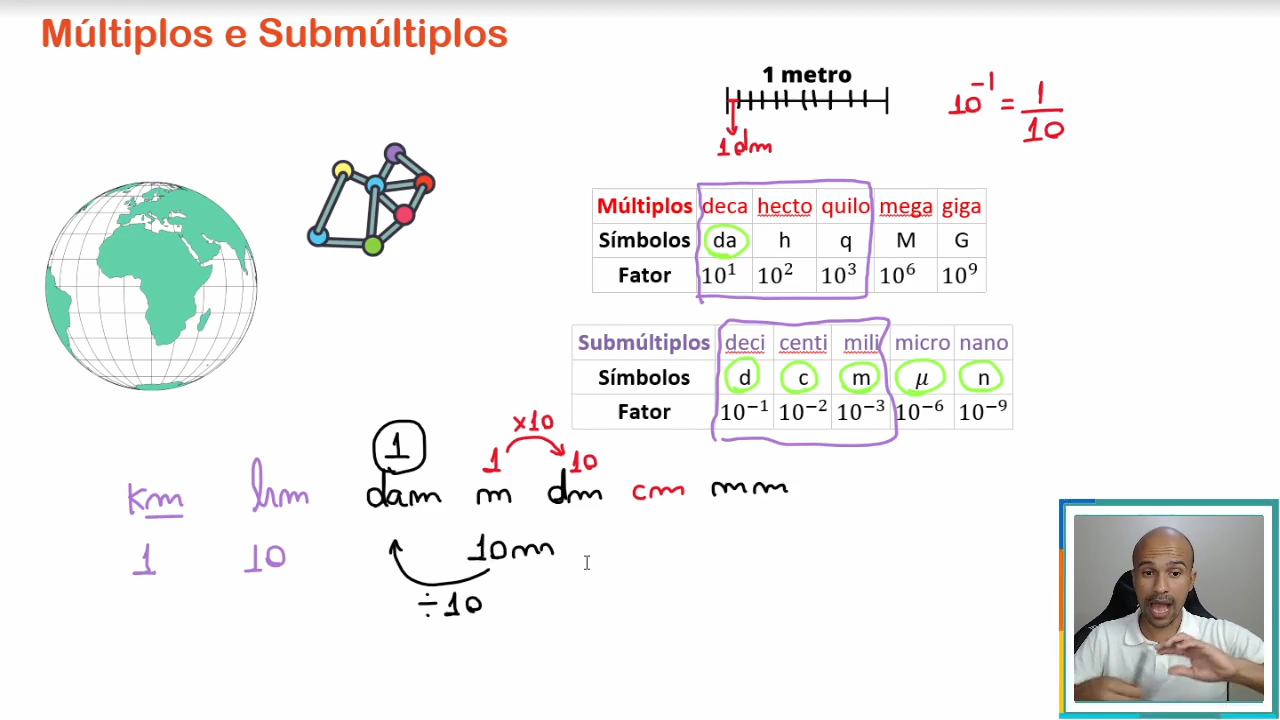 Múltiplos e Submúltiplos
1 metro
1dm
10⁻¹ = 1/10
Múltiplos deca hecto quilo mega giga
Símbolos da h q M G
Fator 10¹ 10² 10³ 10⁶ 10⁹
Submúltiplos deci centi mili micro nano
Símbolos d c m μ n
Fator 10⁻¹ 10⁻² 10⁻³ 10⁻⁶ 10⁻⁹
x10
1 1 10
km hm dam m dm cm mm
1 10 10m
÷10